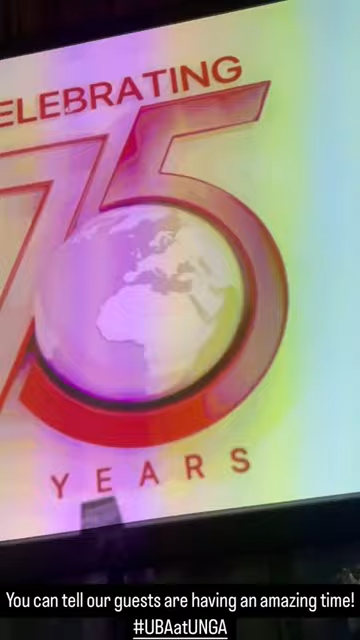 ELEBRATING
75
YEARS
You can tell our guests are having an amazing time!
#UBAatUNGA